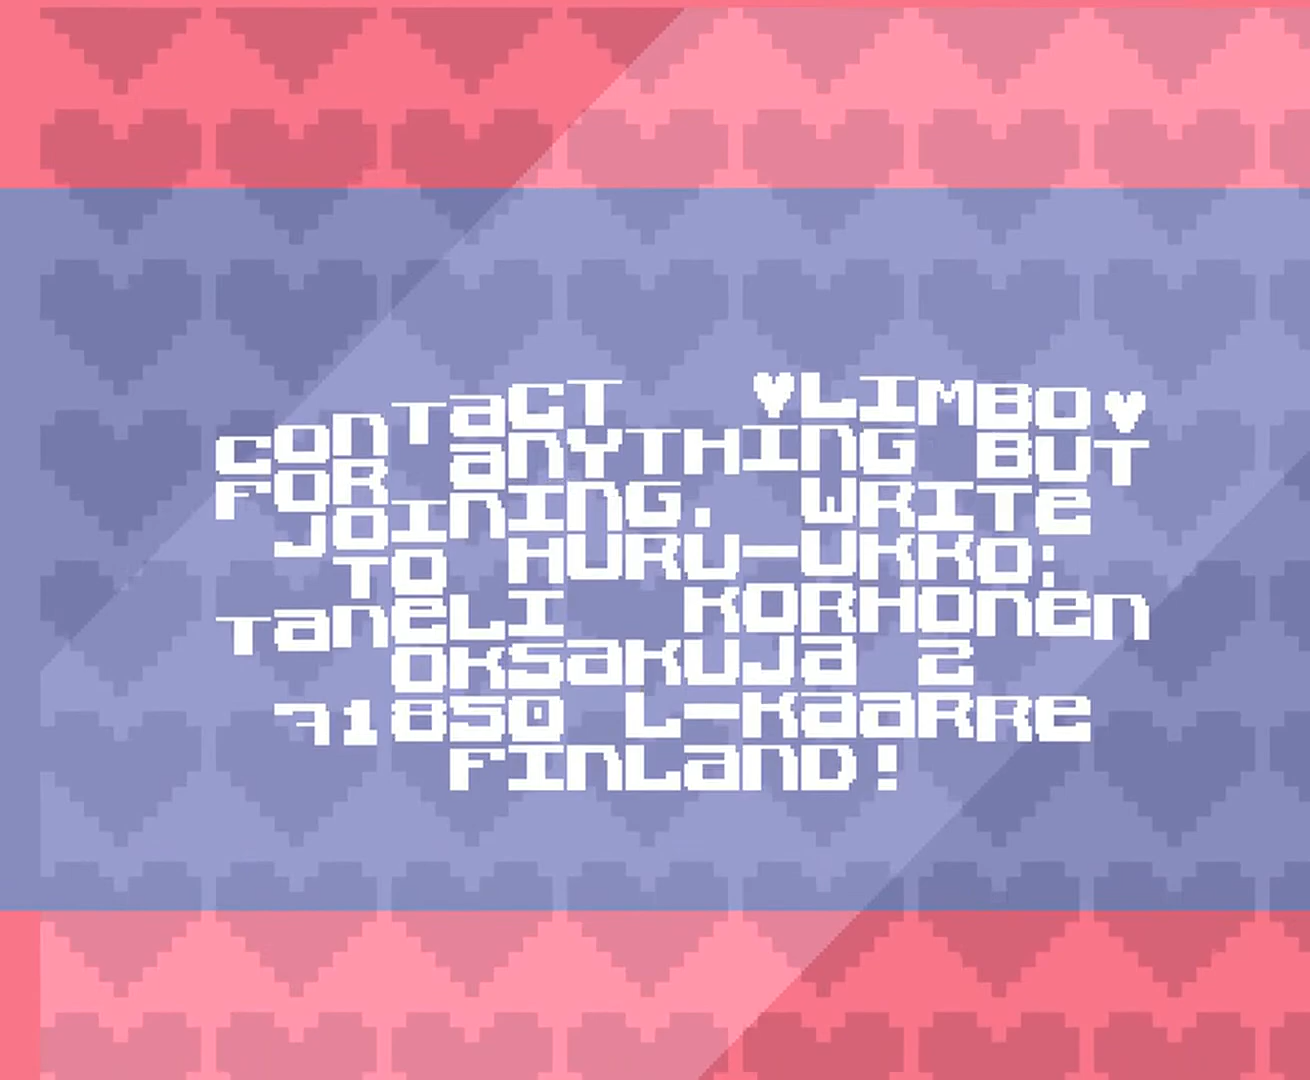 CONTACT ♥LIMBO♥
FOR ANYTHING BUT
JOINING. WRITE
TO HURU-UKKO:
TANELI KORHONEN
OKSAKUJA 2
71850 L-KAARRE
FINLAND!